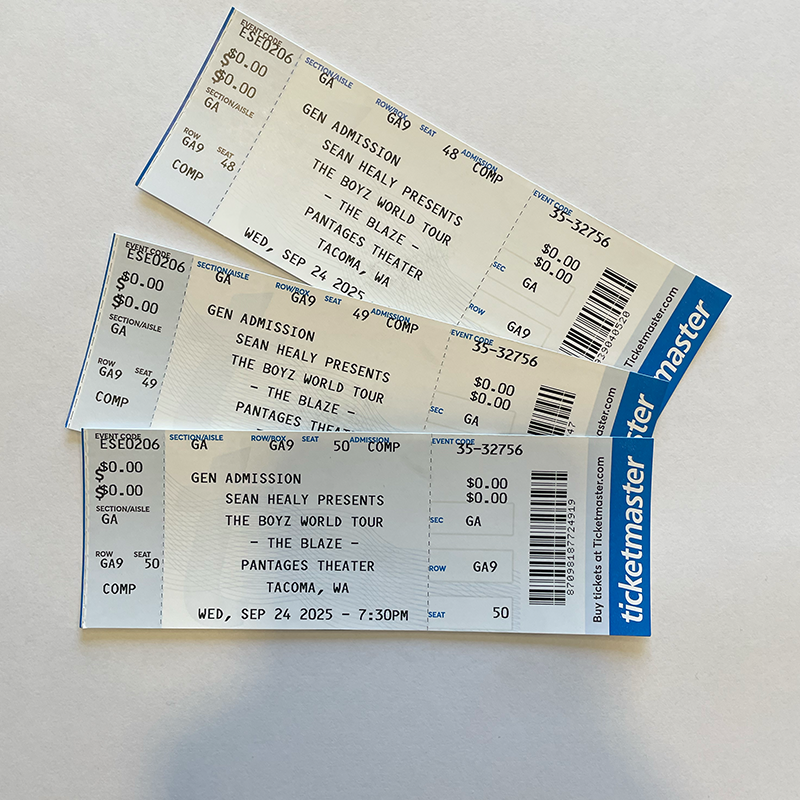 EVENT CODE
ESE0206
$0.00
$0.00
SECTION/AISLE
GA
ROW SEAT
GA9 48
COMP
SECTION/AISLE ROW/BOX SEAT ADMISSION
GA GA9 48 COMP
GEN ADMISSION
SEAN HEALY PRESENTS
THE BOYZ WORLD TOUR
- THE BLAZE -
PANTAGES THEATER
TACOMA, WA
WED, SEP 24 2025
EVENT CODE
35-32756
$0.00
$0.00
SEC GA
ROW GA9
Ticketmaster.com
master
EVENT CODE
ESE0206
$0.00
$0.00
SECTION/AISLE
GA
ROW SEAT
GA9 49
COMP
SECTION/AISLE ROW/BOX SEAT ADMISSION
GA GA9 49 COMP
GEN ADMISSION
SEAN HEALY PRESENTS
THE BOYZ WORLD TOUR
- THE BLAZE -
PANTAGES
EVENT CODE
35-32756
$0.00
$0.00
SEC GA
47
ster.com
ster
EVENT CODE
ESE0206
$0.00
$0.00
SECTION/AISLE
GA
ROW SEAT
GA9 50
COMP
SECTION/AISLE ROW/BOX SEAT ADMISSION
GA GA9 50 COMP
GEN ADMISSION
SEAN HEALY PRESENTS
THE BOYZ WORLD TOUR
- THE BLAZE -
PANTAGES THEATER
TACOMA, WA
WED, SEP 24 2025 - 7:30PM
EVENT CODE
35-32756
$0.00
$0.00
SEC GA
ROW GA9
SEAT 50
87098187724919
Buy tickets at Ticketmaster.com
ticketmaster